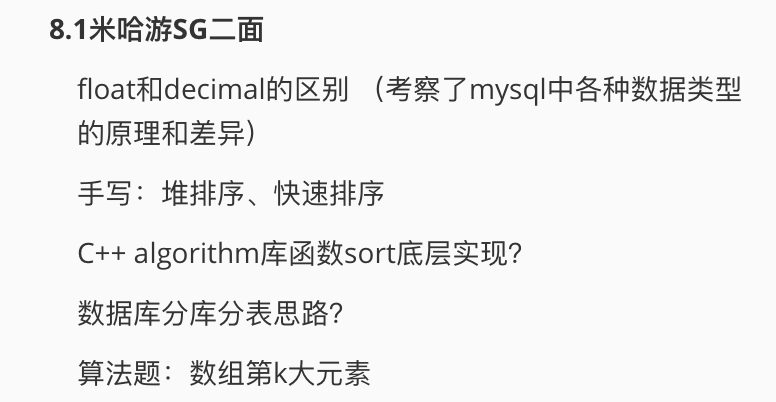 8.1米哈游SG二面
float和decimal的区别 （考察了mysql中各种数据类型
的原理和差异）
手写：堆排序、快速排序
C++ algorithm库函数sort底层实现？
数据库分库分表思路？
算法题：数组第k大元素